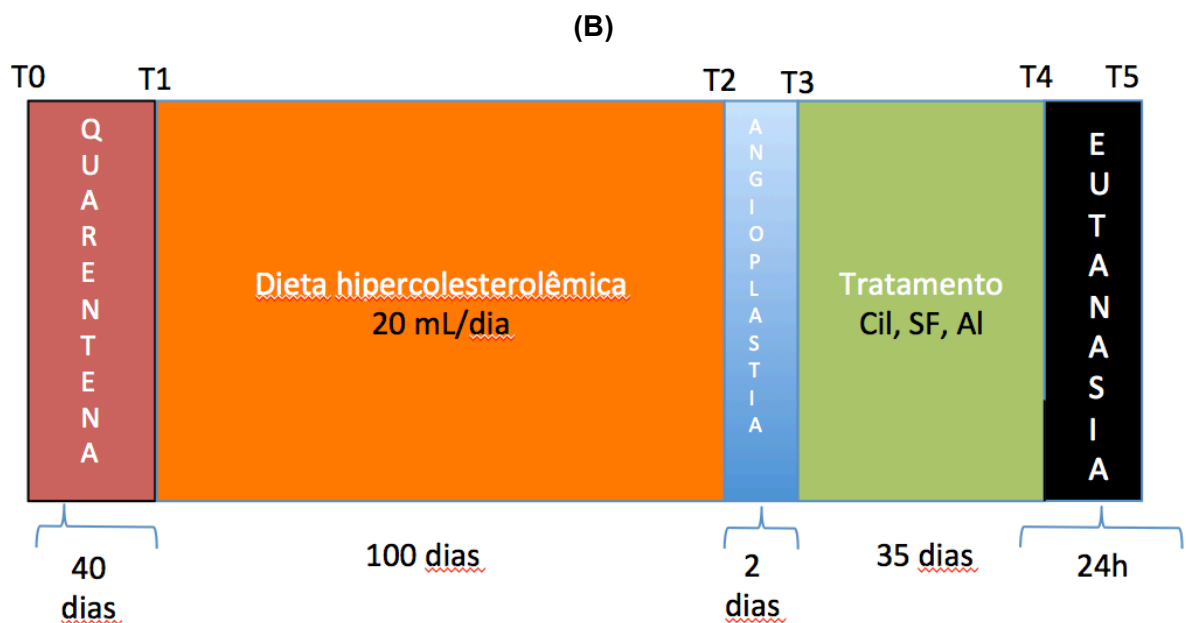 (B)
T0
T1
T2
T3
T4
T5
QUARENTENA
Dieta hipercolesterolêmica
20 mL/dia
ANGIOPLASTIA
Tratamento
Cil, SF, Al
EUTANASIA
40
dias
100 dias
2
dias
35 dias
24h